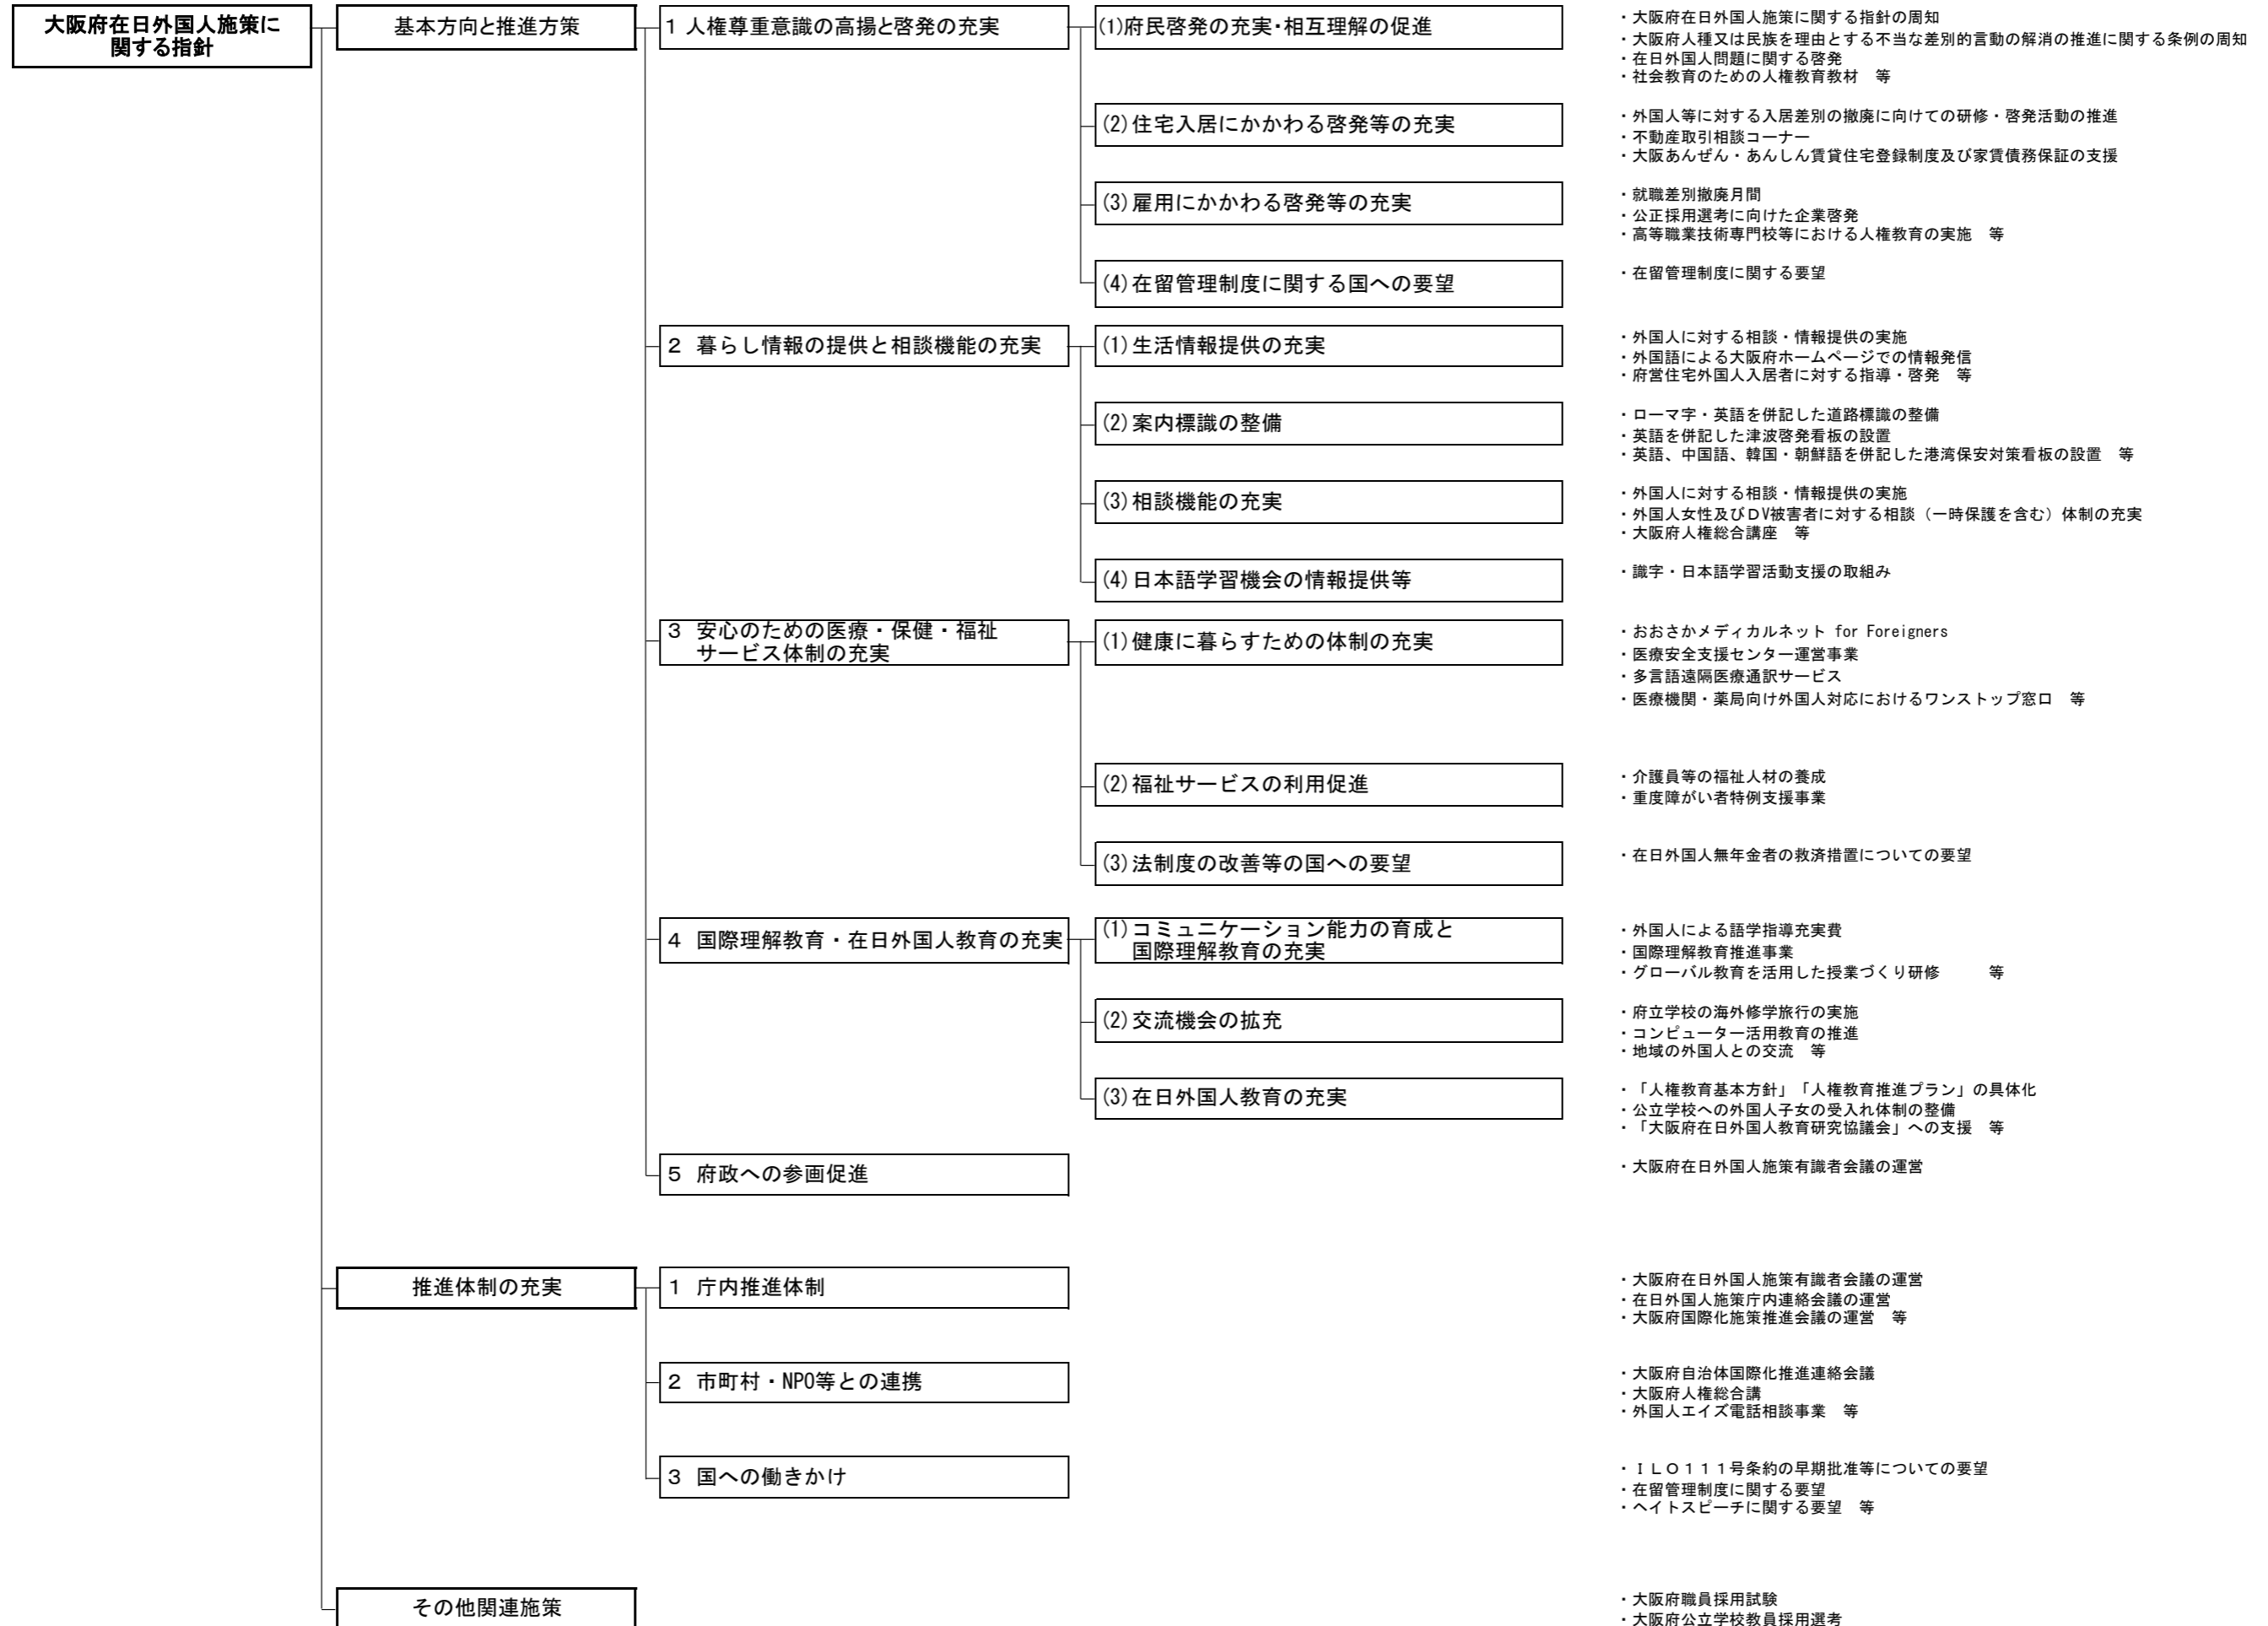 大阪府在日外国人施策に
関する指針
基本方向と推進方策
１ 人権尊重意識の高揚と啓発の充実
(1)府民啓発の充実・相互理解の促進
・大阪府在日外国人施策に関する指針の周知
・大阪府人種又は民族を理由とする不当な差別的言動の解消の推進に関する条例の周知
・在日外国人問題に関する啓発
・社会教育のための人権教育教材　等
(2)住宅入居にかかわる啓発等の充実
・外国人等に対する入居差別の撤廃に向けての研修・啓発活動の推進
・不動産取引相談コーナー
・大阪あんぜん・あんしん賃貸住宅登録制度及び家賃債務保証の支援
(3)雇用にかかわる啓発等の充実
・就職差別撤廃月間
・公正採用選考に向けた企業啓発
・高等職業技術専門校等における人権教育の実施　等
(4)在留管理制度に関する国への要望
・在留管理制度に関する要望
２ 暮らし情報の提供と相談機能の充実
(1)生活情報提供の充実
・外国人に対する相談・情報提供の実施
・外国語による大阪府ホームページでの情報発信
・府営住宅外国人入居者に対する指導・啓発　等
(2)案内標識の整備
・ローマ字・英語を併記した道路標識の整備
・英語を併記した津波啓発看板の設置
・英語、中国語、韓国・朝鮮語を併記した港湾保安対策看板の設置　等
(3)相談機能の充実
・外国人に対する相談・情報提供の実施
・外国人女性及びＤV被害者に対する相談（一時保護を含む）体制の充実
・大阪府人権総合講座　等
(4)日本語学習機会の情報提供等
・識字・日本語学習活動支援の取組み
３ 安心のための医療・保健・福祉
サービス体制の充実
(1)健康に暮らすための体制の充実
・おおさかメディカルネット for Foreigners
・医療安全支援センター運営事業
・多言語遠隔医療通訳サービス
・医療機関・薬局向け外国人対応におけるワンストップ窓口　等
(2)福祉サービスの利用促進
・介護員等の福祉人材の養成
・重度障がい者特例支援事業
(3)法制度の改善等の国への要望
・在日外国人無年金者の救済措置についての要望
４ 国際理解教育・在日外国人教育の充実
(1)コミュニケーション能力の育成と
国際理解教育の充実
・外国人による語学指導充実費
・国際理解教育推進事業
・グローバル教育を活用した授業づくり研修　　　等
(2)交流機会の拡充
・府立学校の海外修学旅行の実施
・コンピューター活用教育の推進
・地域の外国人との交流　等
(3)在日外国人教育の充実
・「人権教育基本方針」「人権教育推進プラン」の具体化
・公立学校への外国人子女の受入れ体制の整備
・「大阪府在日外国人教育研究協議会」への支援　等
５ 府政への参画促進
・大阪府在日外国人施策有識者会議の運営
推進体制の充実
１ 庁内推進体制
・大阪府在日外国人施策有識者会議の運営
・在日外国人施策庁内連絡会議の運営
・大阪府国際化施策推進会議の運営　等
２ 市町村・NPO等との連携
・大阪府自治体国際化推進連絡会議
・大阪府人権総合講
・外国人エイズ電話相談事業　等
３ 国への働きかけ
・ＩＬＯ１１１号条約の早期批准等についての要望
・在留管理制度に関する要望
・ヘイトスピーチに関する要望　等
その他関連施策
・大阪府職員採用試験
・大阪府公立学校教員採用選考